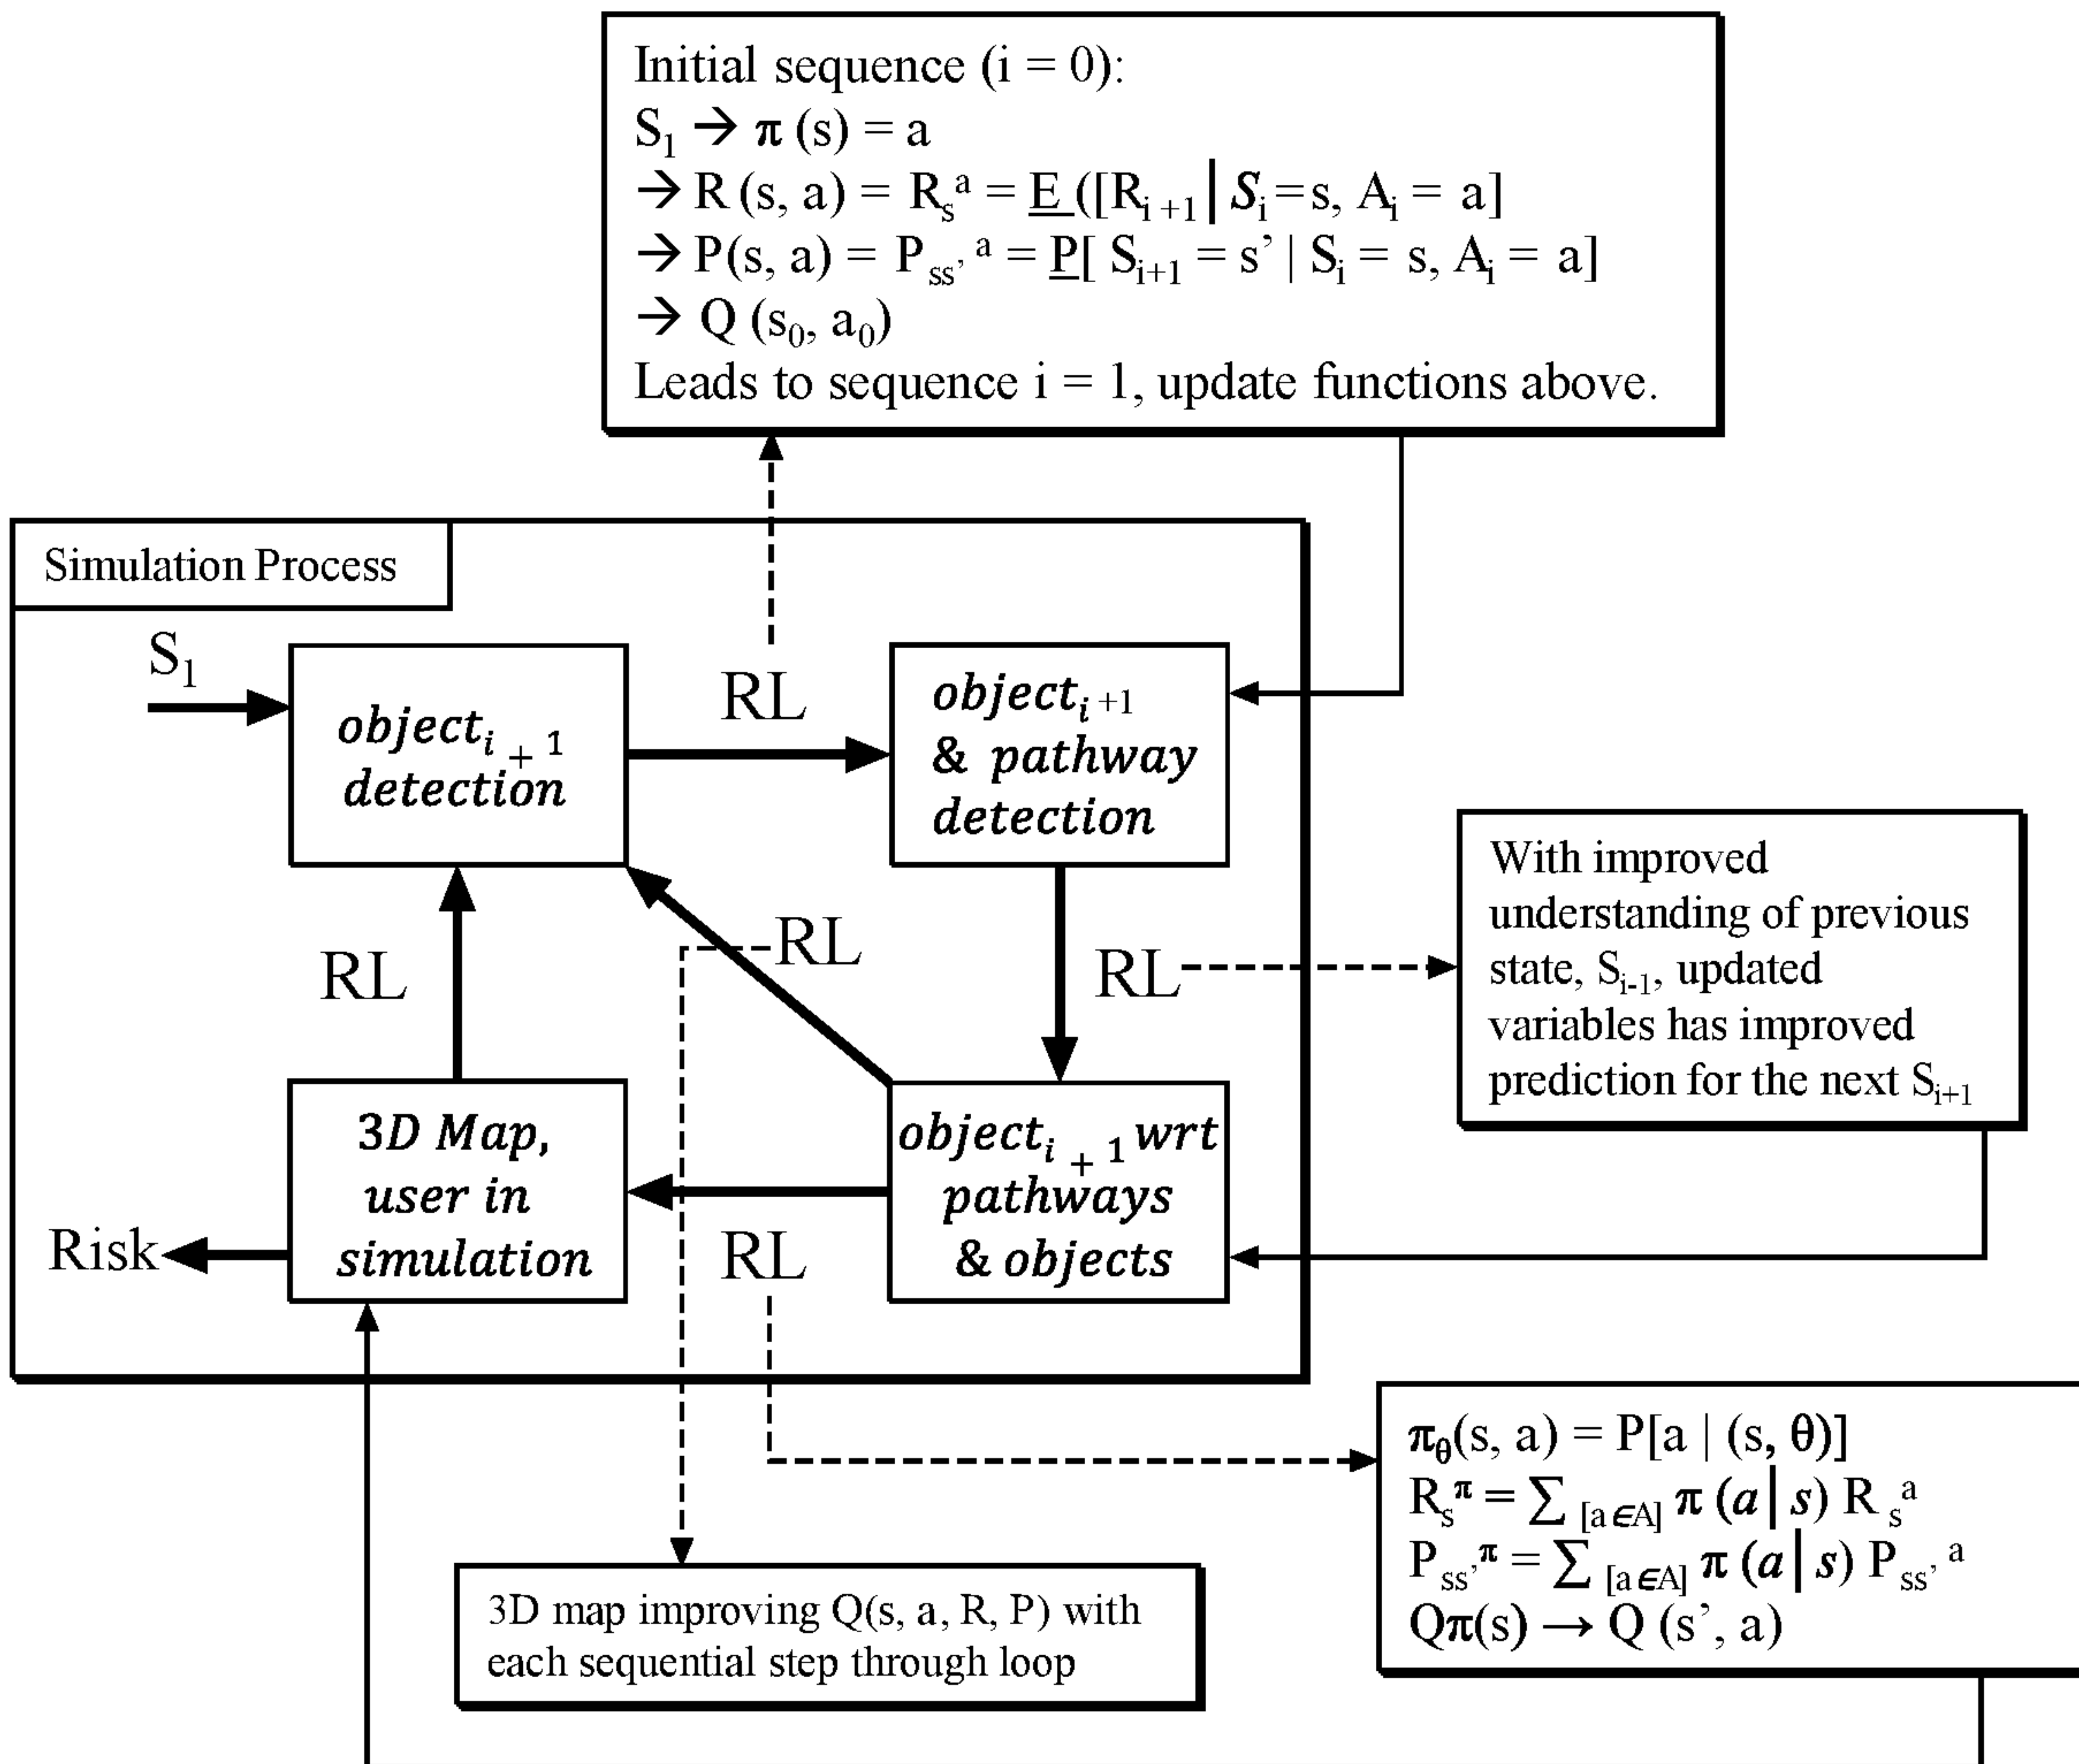 Initial sequence (i = 0):
S₁ → π (s) = a
→ R (s, a) = Rₛᵃ = E ([Rᵢ₊₁ | Sᵢ = s, Aᵢ = a]
→ P(s, a) = Pₛₛ’ ᵃ = P[ Sᵢ₊₁ = s’ | Sᵢ = s, Aᵢ = a]
→ Q (s₀, a₀)
Leads to sequence i = 1, update functions above.
Simulation Process
S₁
objectᵢ ₊ ₁
detection
RL
objectᵢ ₊₁
& pathway
detection
With improved
understanding of previous
state, Sᵢ₋₁, updated
variables has improved
prediction for the next Sᵢ₊₁
RL
RL
RL
3D Map,
user in
simulation
objectᵢ ₊ ₁ wrt
pathways
& objects
Risk
RL
π_θ(s, a) = P[a | (s, θ)]
Rₛ^π = ∑ [a∈A] π (a | s) R ₛᵃ
Pₛₛ’^π = ∑ [a∈A] π (a | s) Pₛₛ’ ᵃ
Qπ(s) → Q (s’, a)
3D map improving Q(s, a, R, P) with
each sequential step through loop